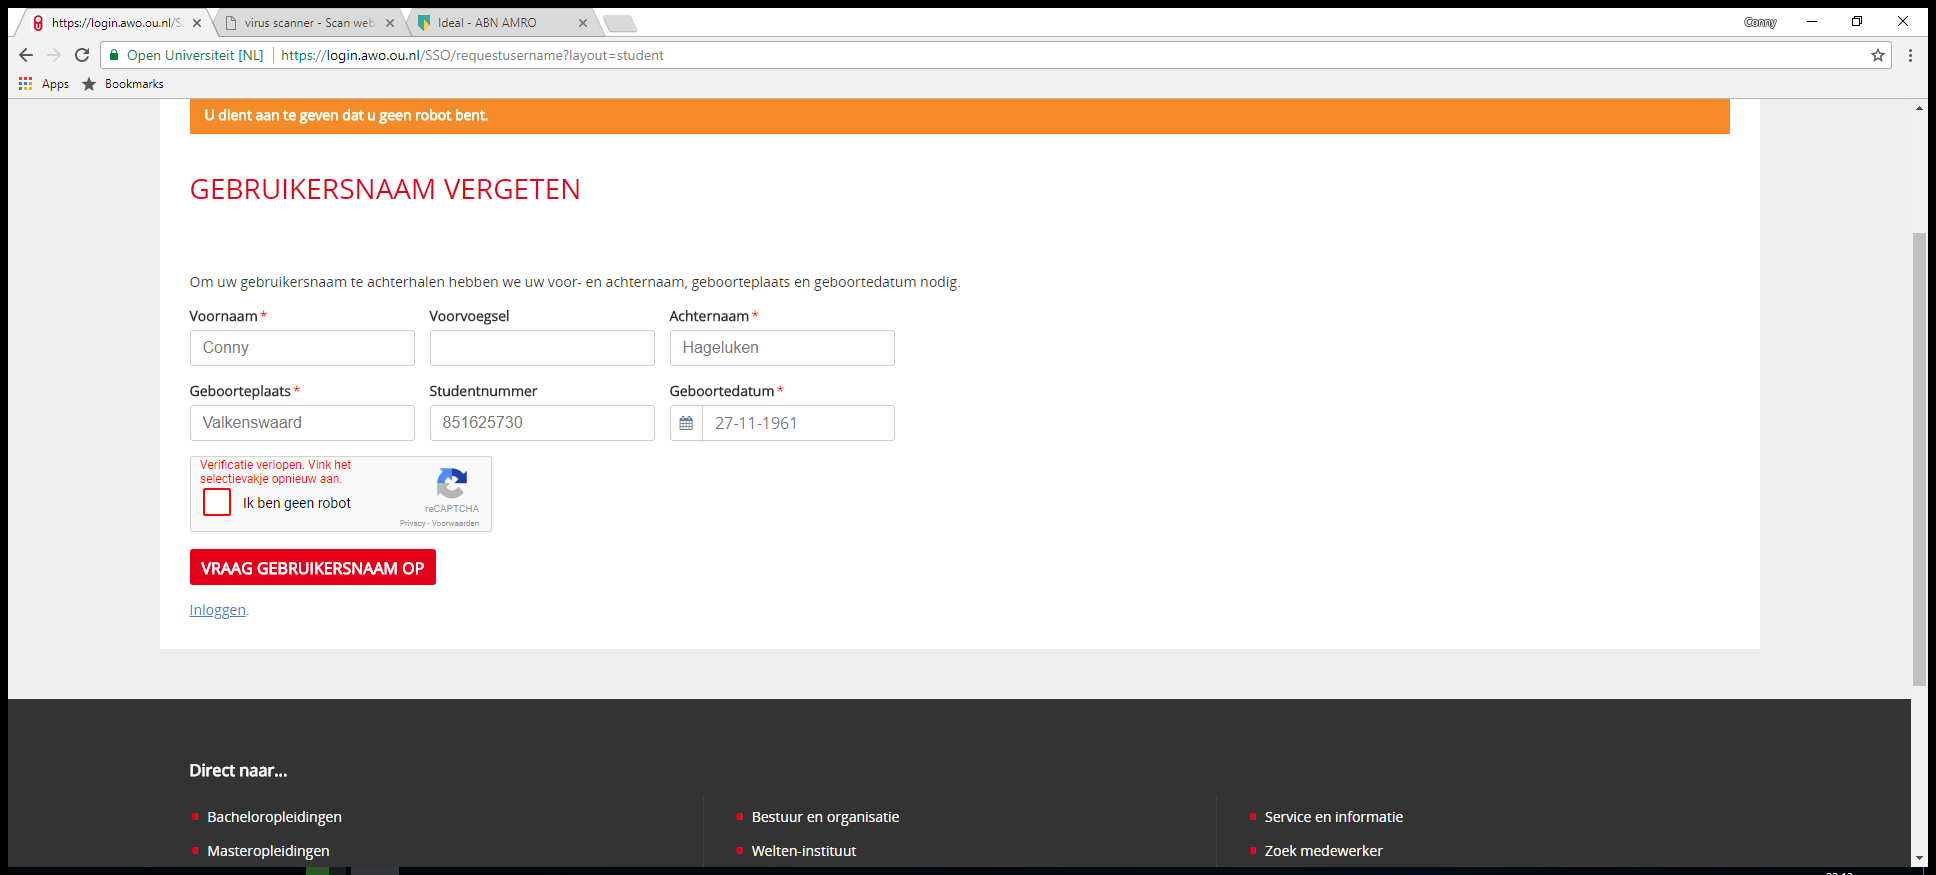 https://login.awo.ou.nl/S
virus scanner - Scan web
Ideal - ABN AMRO
Conny
Open Universiteit [NL]
https://login.awo.ou.nl/SSO/requestusername?layout=student
Apps
Bookmarks
U dient aan te geven dat u geen robot bent.
GEBRUIKERSNAAM VERGETEN
Om uw gebruikersnaam te achterhalen hebben we uw voor- en achternaam, geboorteplaats en geboortedatum nodig.
Voornaam * Voorvoegsel Achternaam *
Conny Hageluken
Geboorteplaats * Studentnummer Geboortedatum *
Valkenswaard 851625730 27-11-1961
Verificatie verlopen. Vink het
selectievakje opnieuw aan.
Ik ben geen robot
reCAPTCHA
Privacy - Voorwaarden
VRAAG GEBRUIKERSNAAM OP
Inloggen.
Direct naar...
Bacheloropleidingen Bestuur en organisatie Service en informatie
Masteropleidingen Welten-instituut Zoek medewerker